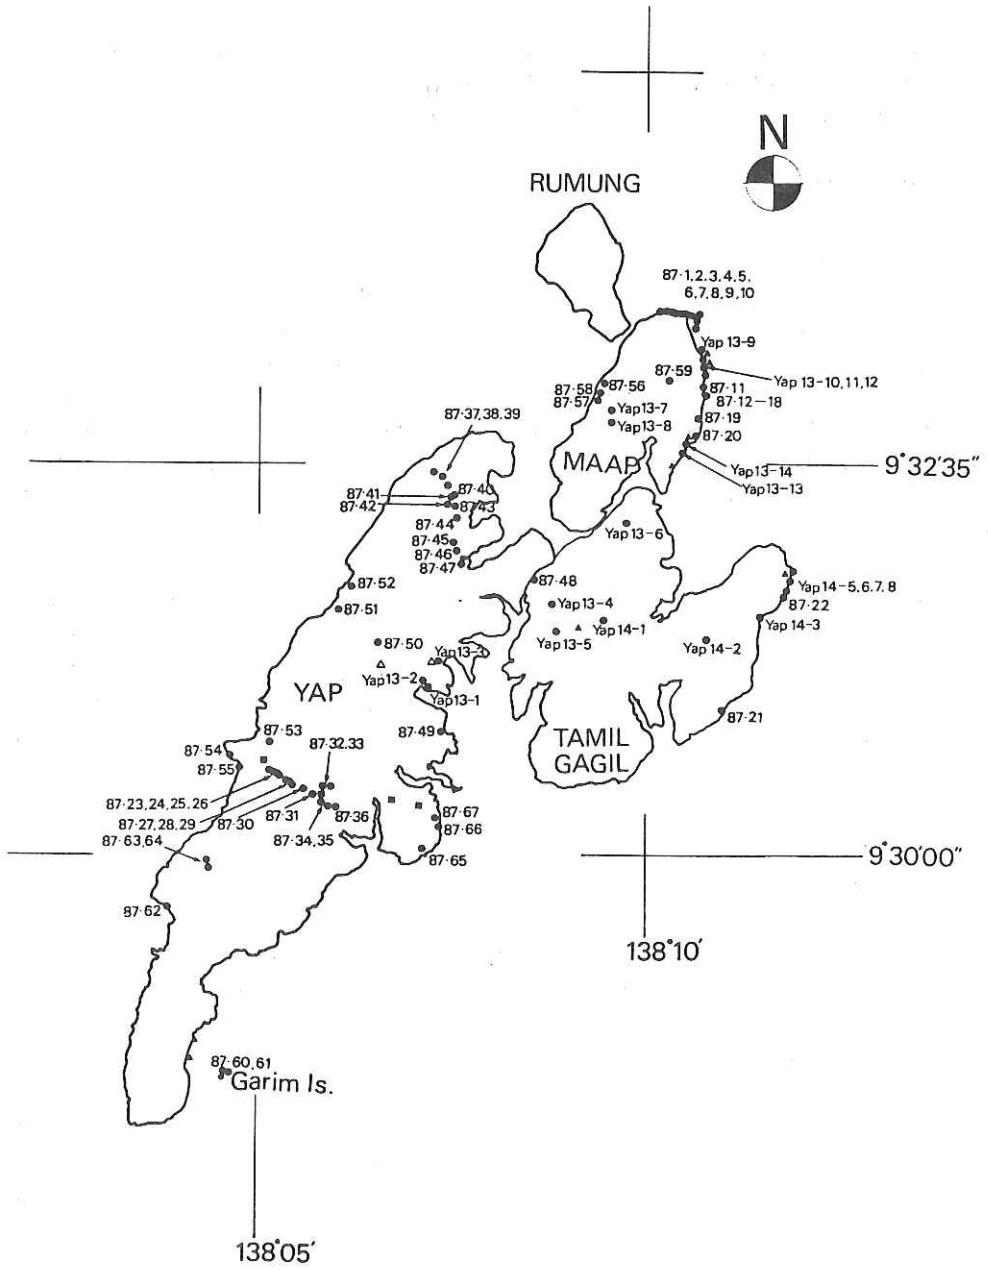 N
RUMUNG
87·1,2,3,4,5,
6,7,8,9,10
Yap 13-9
87·59
Yap 13-10,11,12
87·58
87·56
87·11
87·57
87·12-18
Yap13-7
87·19
87·37,38,39
Yap13-8
87·20
MAAP
Yap13-14
9°32'35"
87·41
87·40
Yap13-13
87·42
87·43
87·44
Yap 13-6
87·45
87·46
87·47
87·52
87·48
Yap 14-5,6,7,8
87·51
Yap 13-4
87·22
Yap 14-1
Yap 14-3
87·50
Yap 13-5
Yap14-2
Yap13-3
Yap 13-2
YAP
Yap13-1
87·21
87·49
TAMIL
GAGIL
87·53
87·54
87·32,33
87·55
87·23,24,25,26
87·31
87·36
87·67
87·27,28,29
87·30
87·66
87·63,64
87·34,35
87·65
9°30'00"
87·62
138°10'
87·60,61
Garim Is.
138°05'